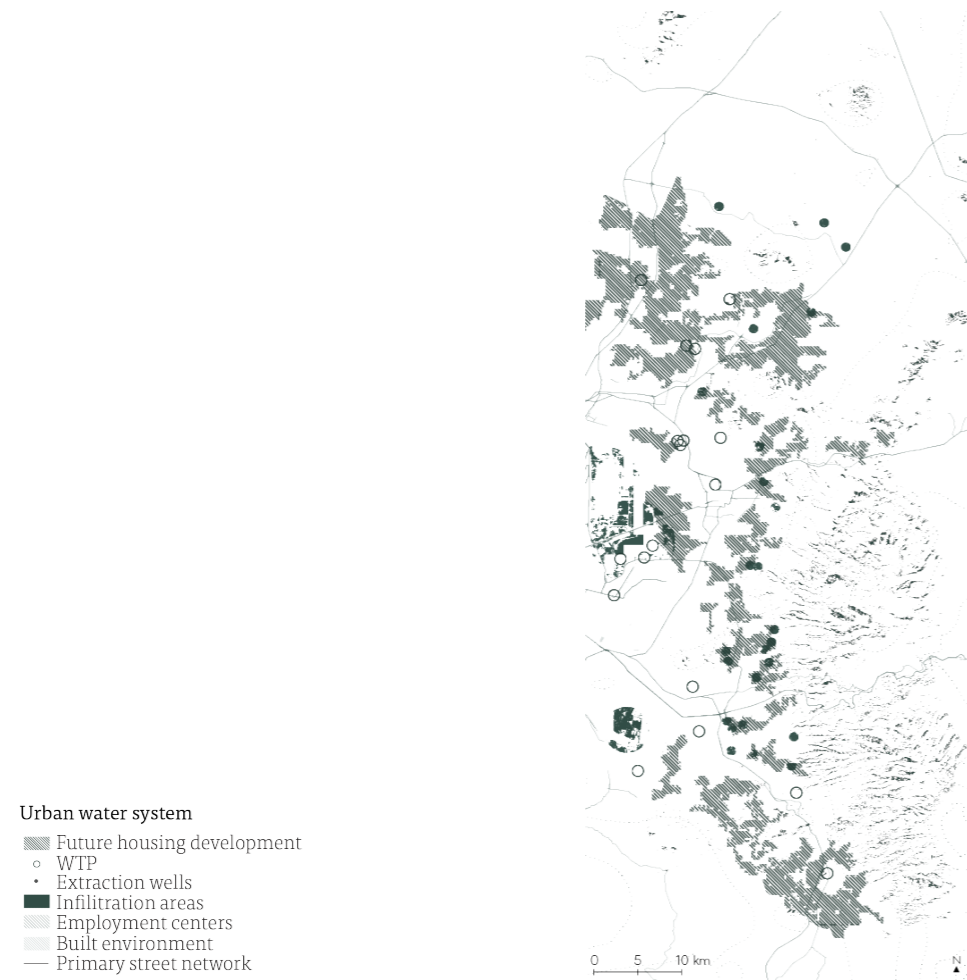 Urban water system
Future housing development
WTP
Extraction wells
Infilitration areas
Employment centers
Built environment
Primary street network
0 5 10 km
N